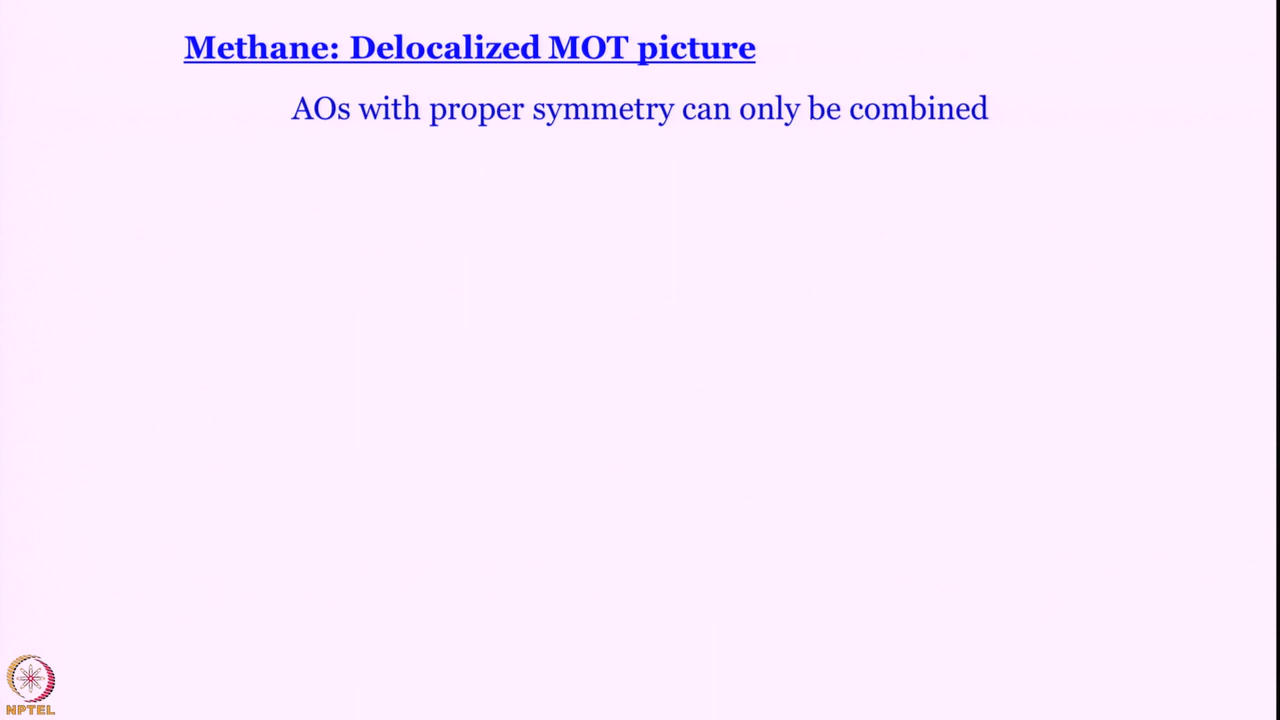 Methane: Delocalized MOT picture
AOs with proper symmetry can only be combined
NPTEL